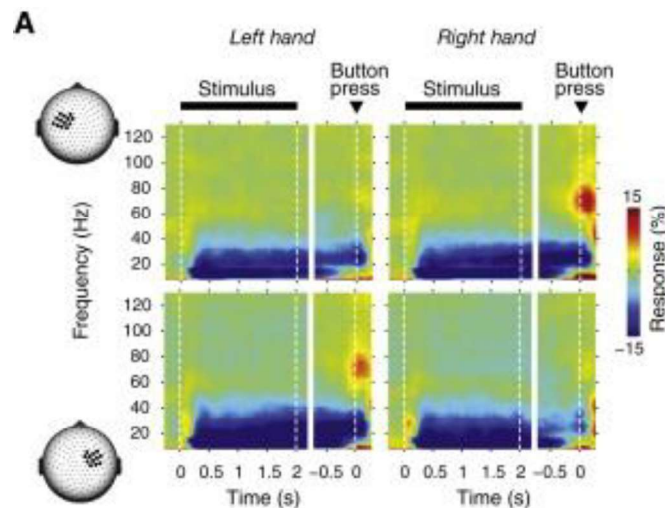 A
Left hand
Right hand
Stimulus
Button
press
Stimulus
Button
press
Frequency (Hz)
120
100
80
60
40
20
120
100
80
60
40
20
15
Response (%)
−15
0 0.5 1 1.5 2 −0.5 0
0 0.5 1 1.5 2 −0.5 0
Time (s)
Time (s)